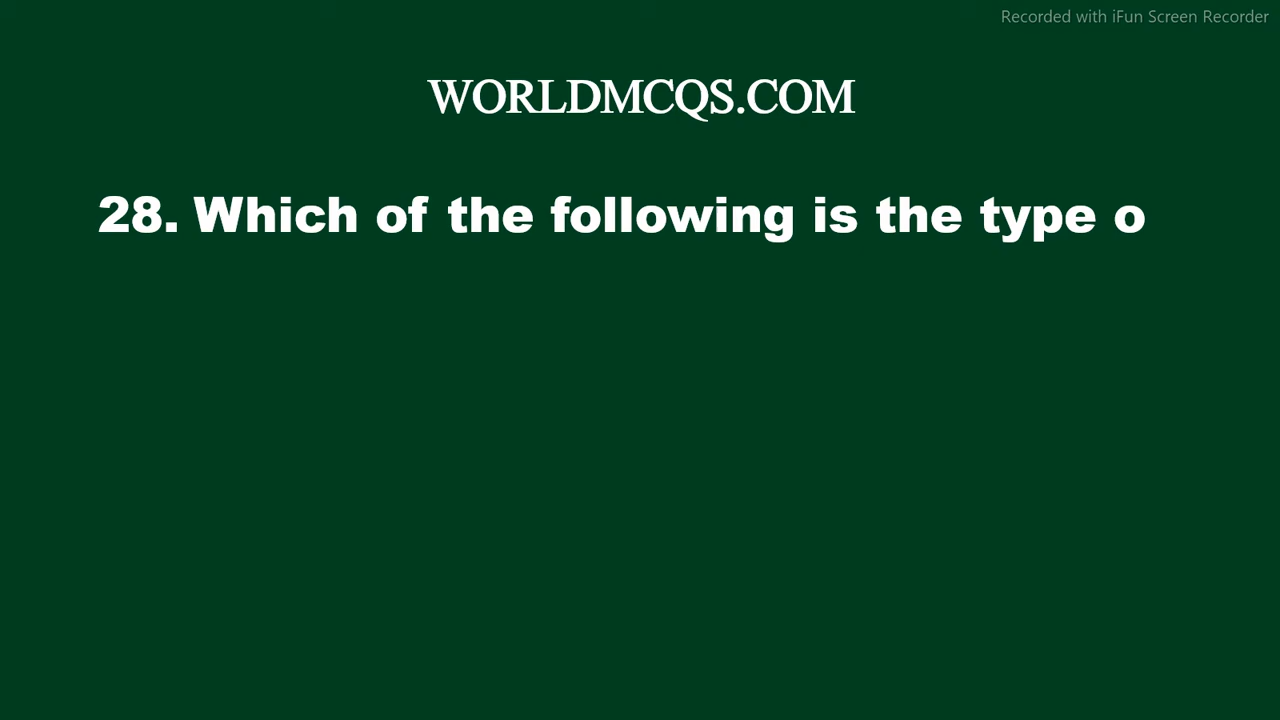 Recorded with iFun Screen Recorder
WORLDMCQS.COM
28. Which of the following is the type o